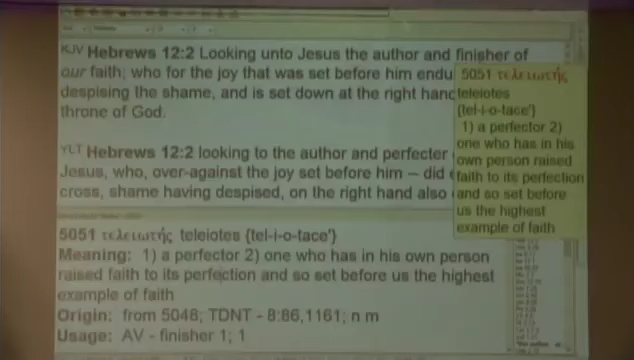 KJV Hebrews 12:2 Looking unto Jesus the author and finisher of
our faith; who for the joy that was set before him endu
despising the shame, and is set down at the right hand
throne of God.
YLT Hebrews 12:2 looking to the author and perfecter
Jesus, who, over-against the joy set before him -- did
cross, shame having despised, on the right hand also
5051 τελειωτής
teleiotes
{tel-i-o-tace'}
1) a perfector 2)
one who has in his
own person raised
faith to its perfection
and so set before
us the highest
example of faith
5051 τελειωτής teleiotes {tel-i-o-tace'}
Meaning: 1) a perfector 2) one who has in his own person
raised faith to its perfection and so set before us the highest
example of faith
Origin: from 5048; TDNT - 8:86,1161; n m
Usage: AV - finisher 1; 1